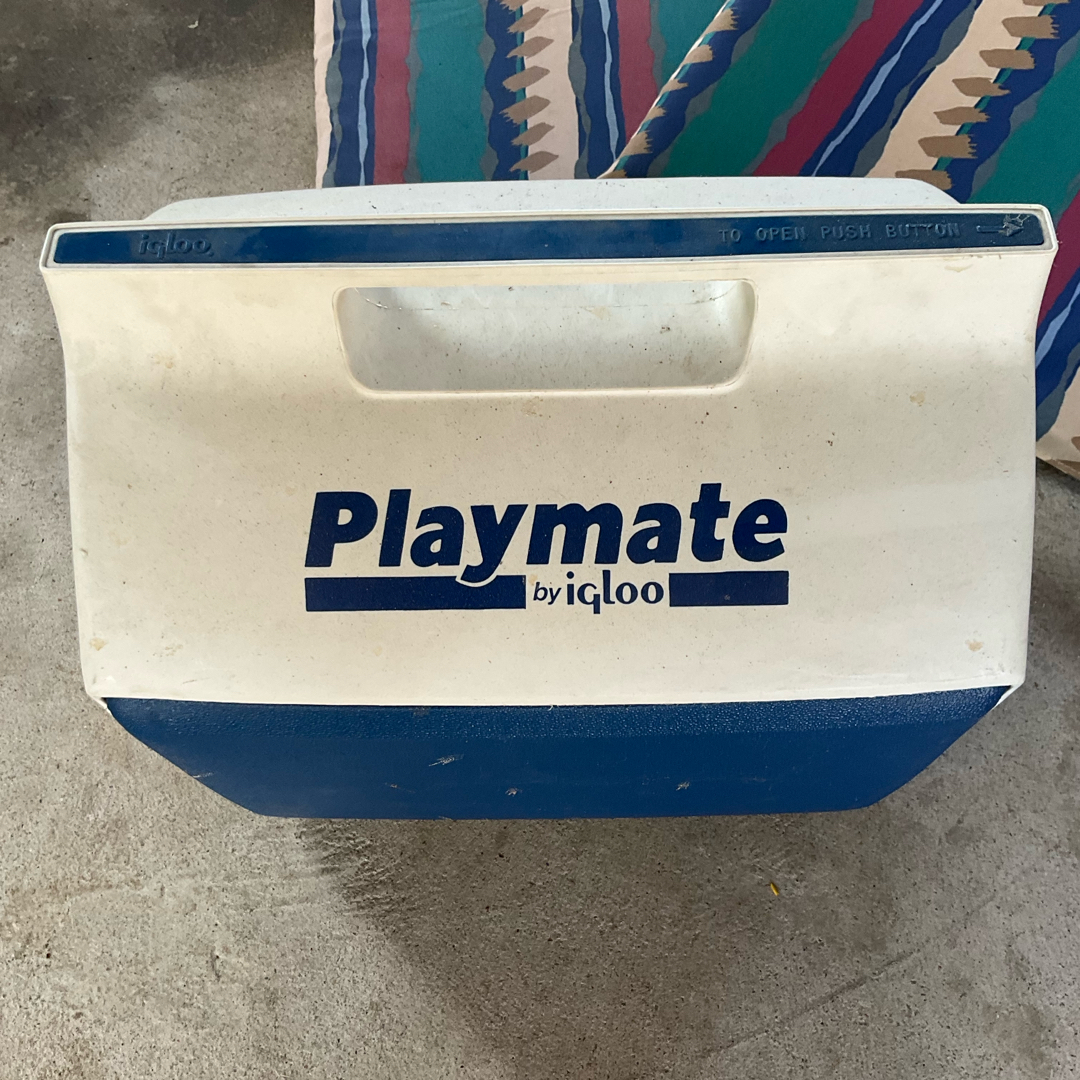 igloo
TO OPEN PUSH BUTTON
Playmate
by igloo